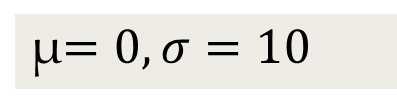 μ= 0, σ = 10